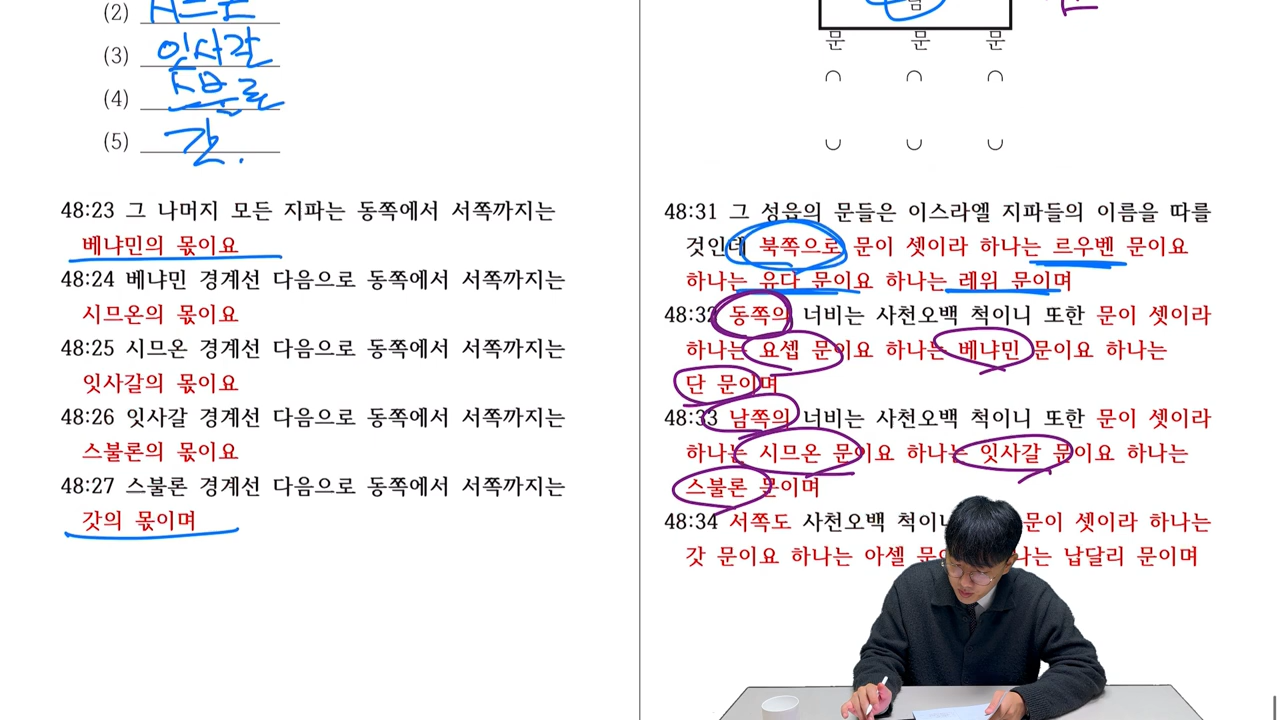 (2) 시므온
(3) 잇사갈
(4) 스불론
(5) 갓.
48:23 그 나머지 모든 지파는 동쪽에서 서쪽까지는
베냐민의 몫이요
48:24 베냐민 경계선 다음으로 동쪽에서 서쪽까지는
시므온의 몫이요
48:25 시므온 경계선 다음으로 동쪽에서 서쪽까지는
잇사갈의 몫이요
48:26 잇사갈 경계선 다음으로 동쪽에서 서쪽까지는
스불론의 몫이요
48:27 스불론 경계선 다음으로 동쪽에서 서쪽까지는
갓의 몫이며
남
문 문 문
48:31 그 성읍의 문들은 이스라엘 지파들의 이름을 따를
것인데 북쪽으로 문이 셋이라 하나는 르우벤 문이요
하나는 유다 문이요 하나는 레위 문이며
48:32 동쪽의 너비는 사천오백 척이니 또한 문이 셋이라
하나는 요셉 문이요 하나는 베냐민 문이요 하나는
단 문이며
48:33 남쪽의 너비는 사천오백 척이니 또한 문이 셋이라
하나는 시므온 문이요 하나는 잇사갈 문이요 하나는
스불론 문이며
48:34 서쪽도 사천오백 척이니 문이 셋이라 하나는
갓 문이요 하나는 아셀 문 나는 납달리 문이며